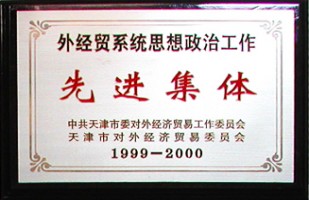 外经贸系统思想政治工作
先进集体
中共天津市委对外经济贸易工作委员会
天津市对外经济贸易委员会
1999－2000